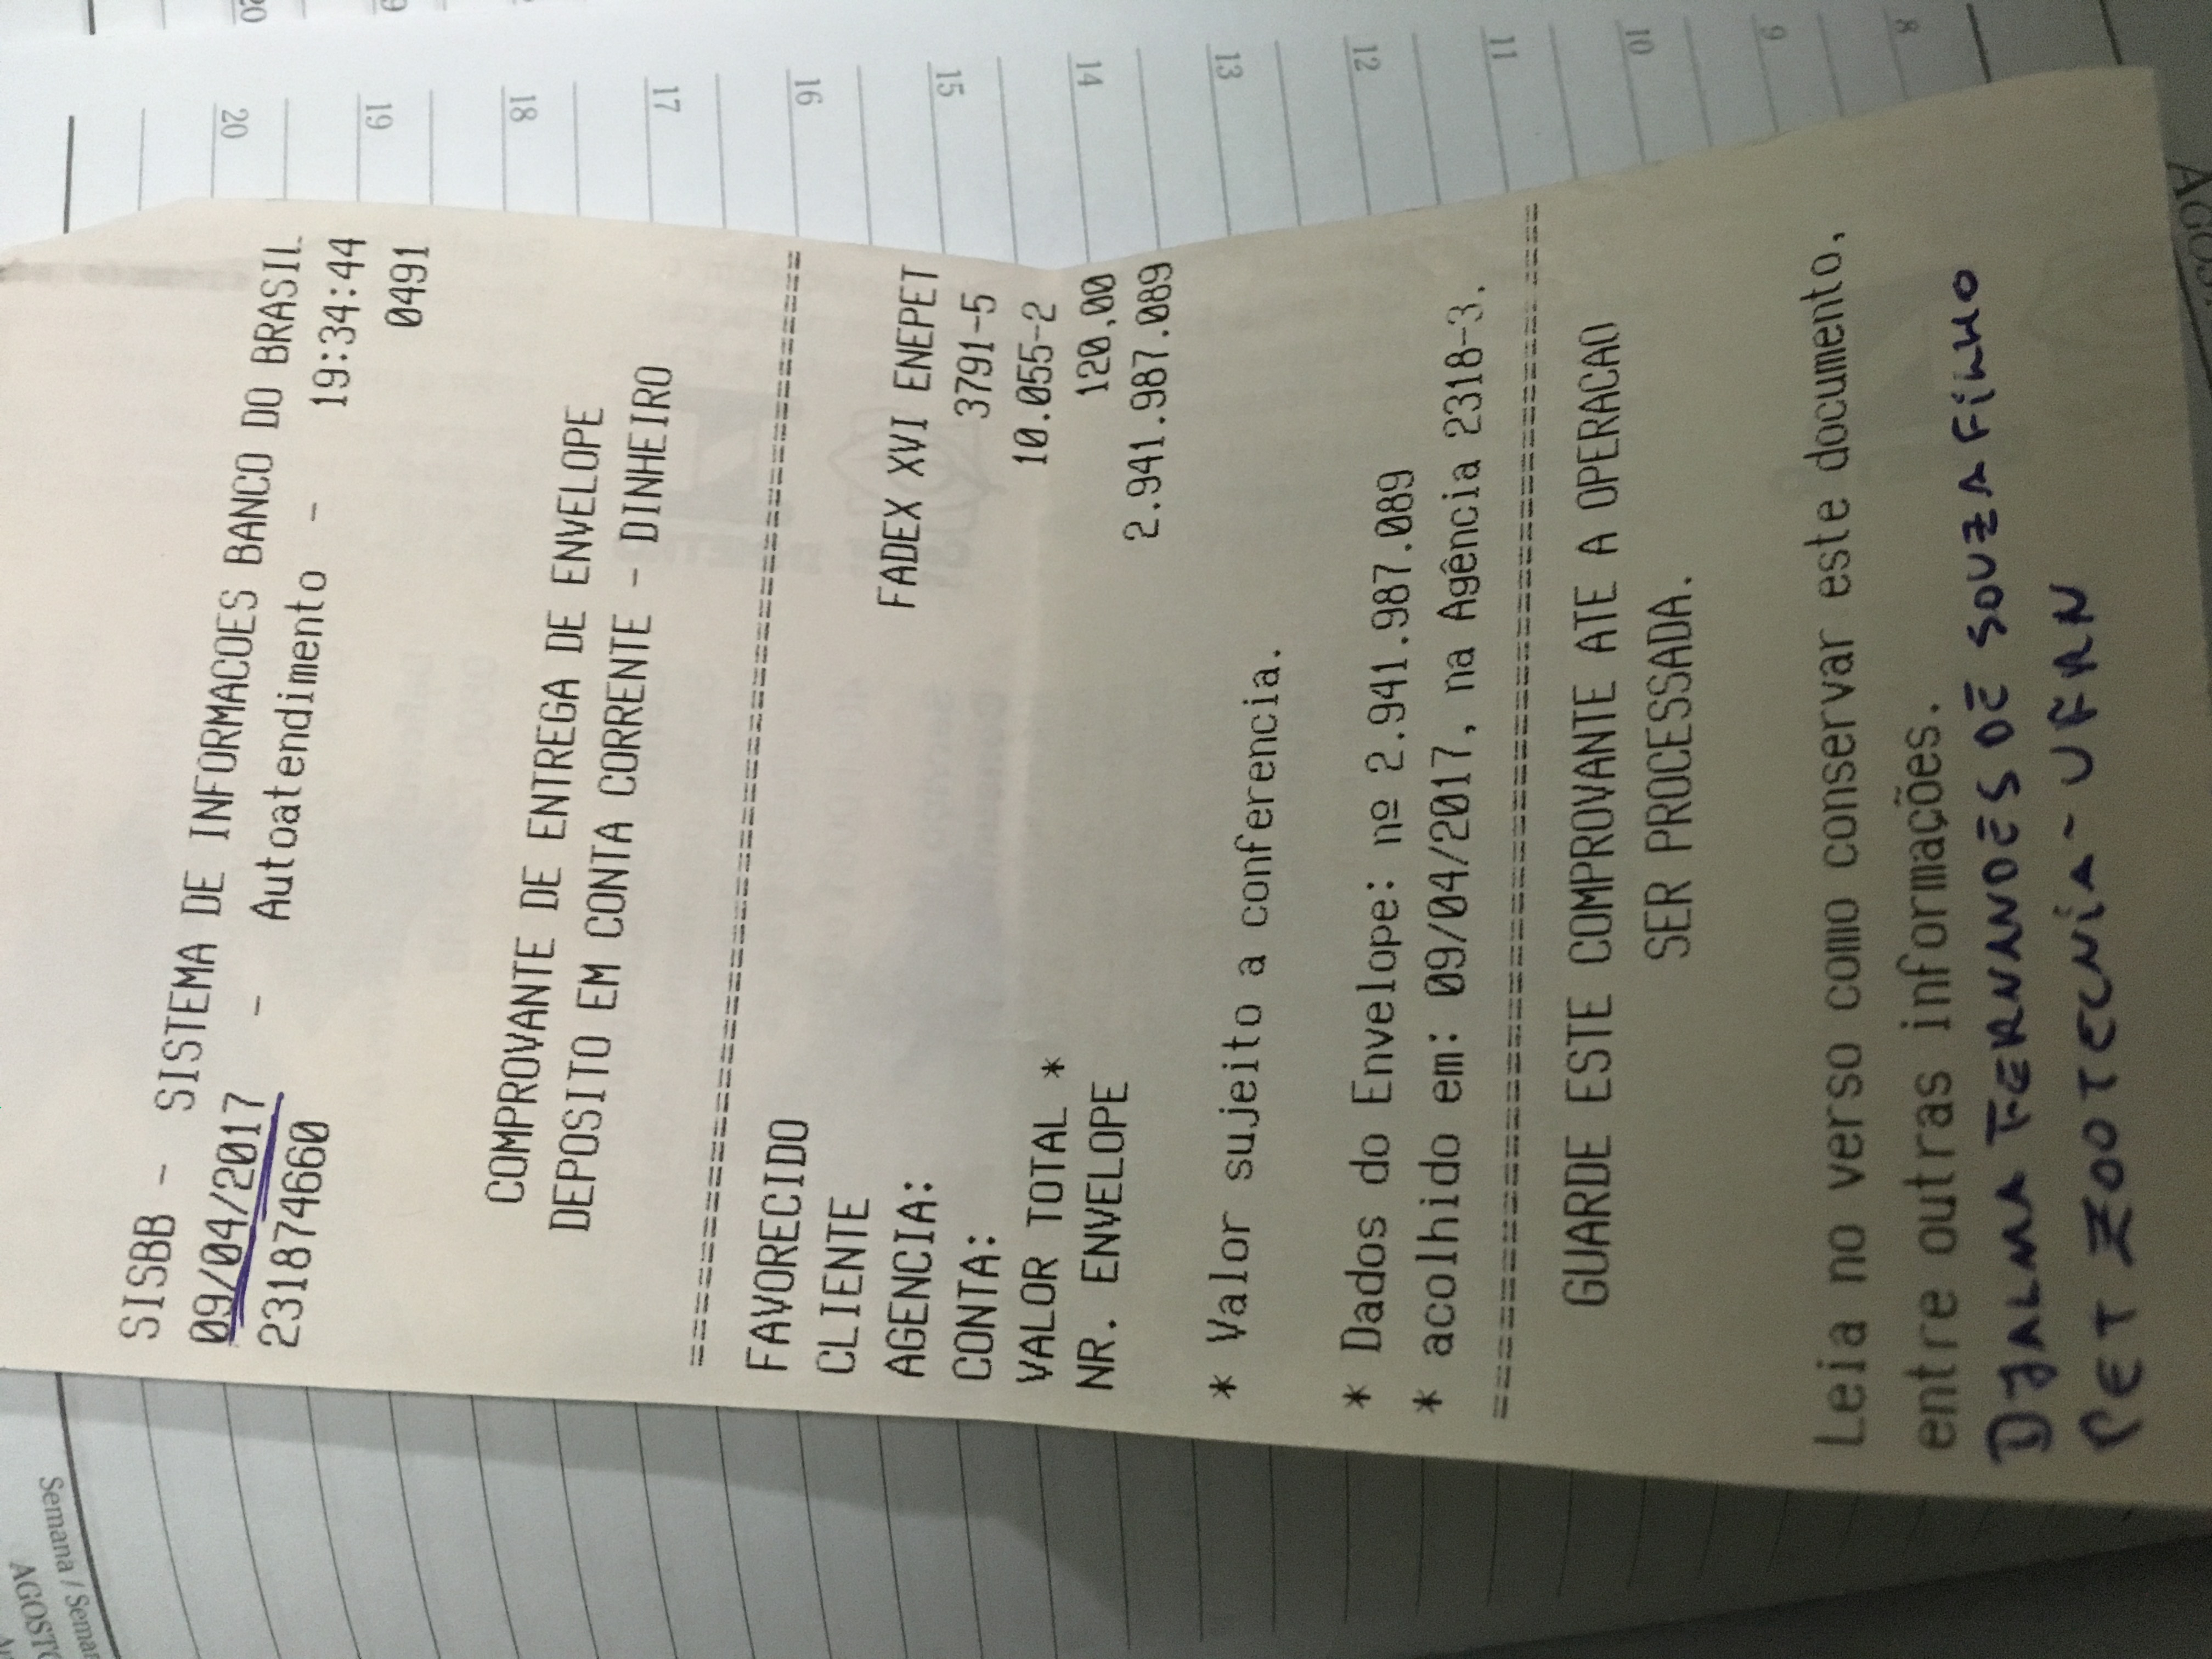 SISBB - SISTEMA DE INFORMACOES BANCO DO BRASIL
09/04/2017 - Autoatendimento - 19:34:44
231874660 0491
COMPROVANTE DE ENTREGA DE ENVELOPE
DEPOSITO EM CONTA CORRENTE - DINHEIRO
================================================
FAVORECIDO
CLIENTE FADEX XVI ENEPET
AGENCIA: 3791-5
CONTA: 10.055-2
VALOR TOTAL * 120,00
NR. ENVELOPE 2.941.987.089
* Valor sujeito a conferencia.
* Dados do Envelope: nº 2.941.987.089
* acolhido em: 09/04/2017, na Agência 2318-3.
================================================
GUARDE ESTE COMPROVANTE ATE A OPERACAO
SER PROCESSADA.
Leia no verso como conservar este documento,
entre outras informações.
DJALMA FERNANDES DE SOUZA FILHO
PET ZOOTECNIA - UFRN
AGOSTO
Semana / Seman
20
19
18
17
16
15
14
13
12
11
10
9
8